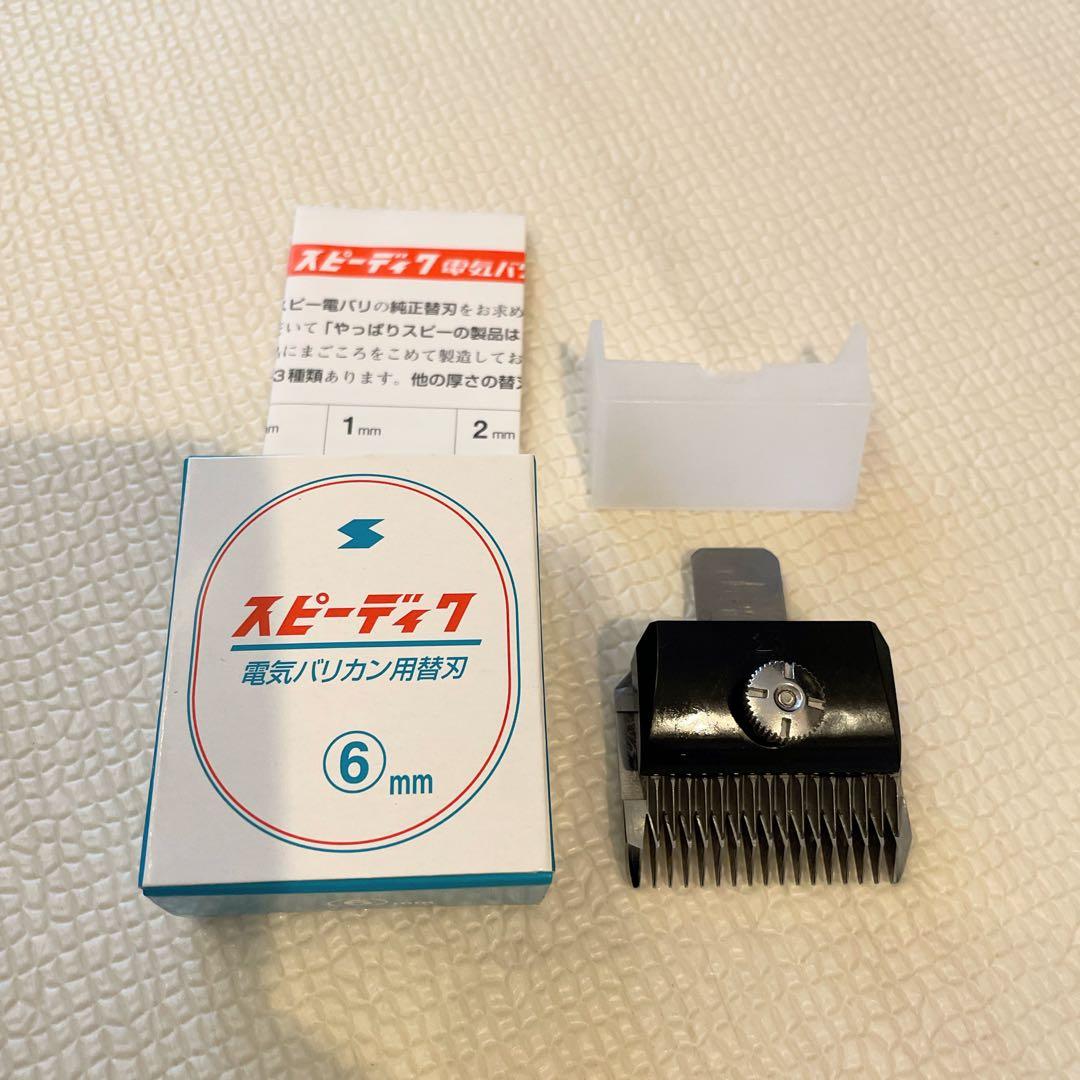 スピーディク 電気バ
スピー電バリの純正替刃をお求め
いて「やっぱりスピーの製品は
にまごころをこめて製造してお
3種類あります。他の厚さの替刃
mm 1mm 2mm
スピーディク
電気バリカン用替刃
⑥mm
⑥mm